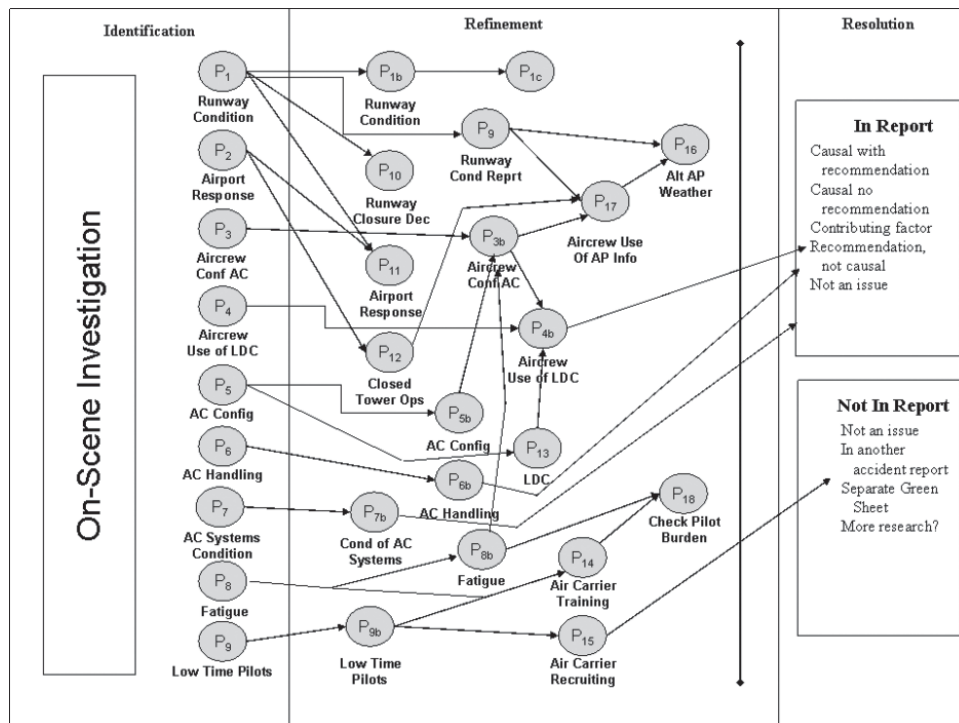 Identification
Refinement
Resolution
On-Scene Investigation
P1
Runway
Condition
P2
Airport
Response
P3
Aircrew
Conf AC
P4
Aircrew
Use of LDC
P5
AC Config
P6
AC Handling
P7
AC Systems
Condition
P8
Fatigue
P9
Low Time Pilots
P1b
Runway
Condition
P1c
P9
Runway
Cond Reprt
P10
Runway
Closure Dec
P16
Alt AP
Weather
P17
Aircrew Use
Of AP Info
P3b
Aircrew
Conf AC
P11
Airport
Response
P4b
Aircrew
Use of LDC
P12
Closed
Tower Ops
P5b
AC Config
P13
LDC
P6b
AC Handling
P18
Check Pilot
Burden
P7b
Cond of AC
Systems
P8b
Fatigue
P14
Air Carrier
Training
P9b
Low Time
Pilots
P15
Air Carrier
Recruiting
In Report
Causal with
recommendation
Causal no
recommendation
Contributing factor
Recommendation,
not causal
Not an issue
Not In Report
Not an issue
In another
accident report
Separate Green
Sheet
More research?